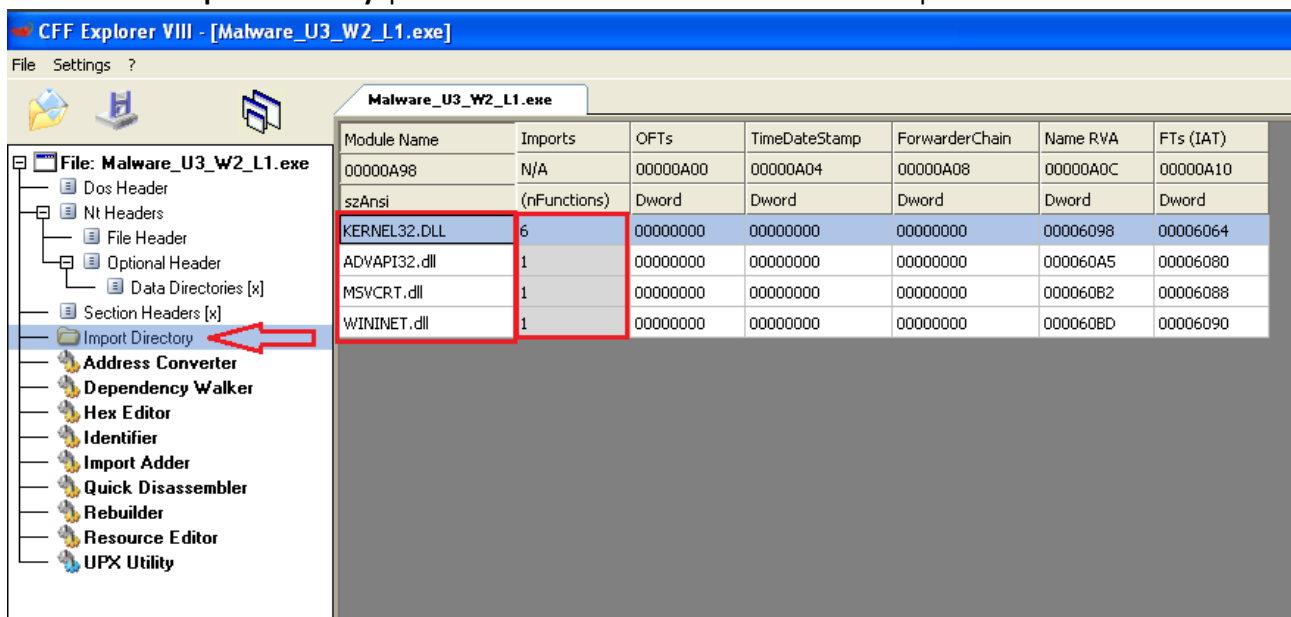 CFF Explorer VIII - [Malware_U3_W2_L1.exe]
File Settings ?
Malware_U3_W2_L1.exe
File: Malware_U3_W2_L1.exe
Dos Header
Nt Headers
File Header
Optional Header
Data Directories [x]
Section Headers [x]
Import Directory
Address Converter
Dependency Walker
Hex Editor
Identifier
Import Adder
Quick Disassembler
Rebuilder
Resource Editor
UPX Utility
Module Name Imports OFTs TimeDateStamp ForwarderChain Name RVA FTs (IAT)
00000A98 N/A 00000A00 00000A04 00000A08 00000A0C 00000A10
szAnsi (nFunctions) Dword Dword Dword Dword Dword
KERNEL32.DLL 6 00000000 00000000 00000000 00006098 00006064
ADVAPI32.dll 1 00000000 00000000 00000000 000060A5 00006080
MSVCRT.dll 1 00000000 00000000 00000000 000060B2 00006088
WININET.dll 1 00000000 00000000 00000000 000060BD 00006090